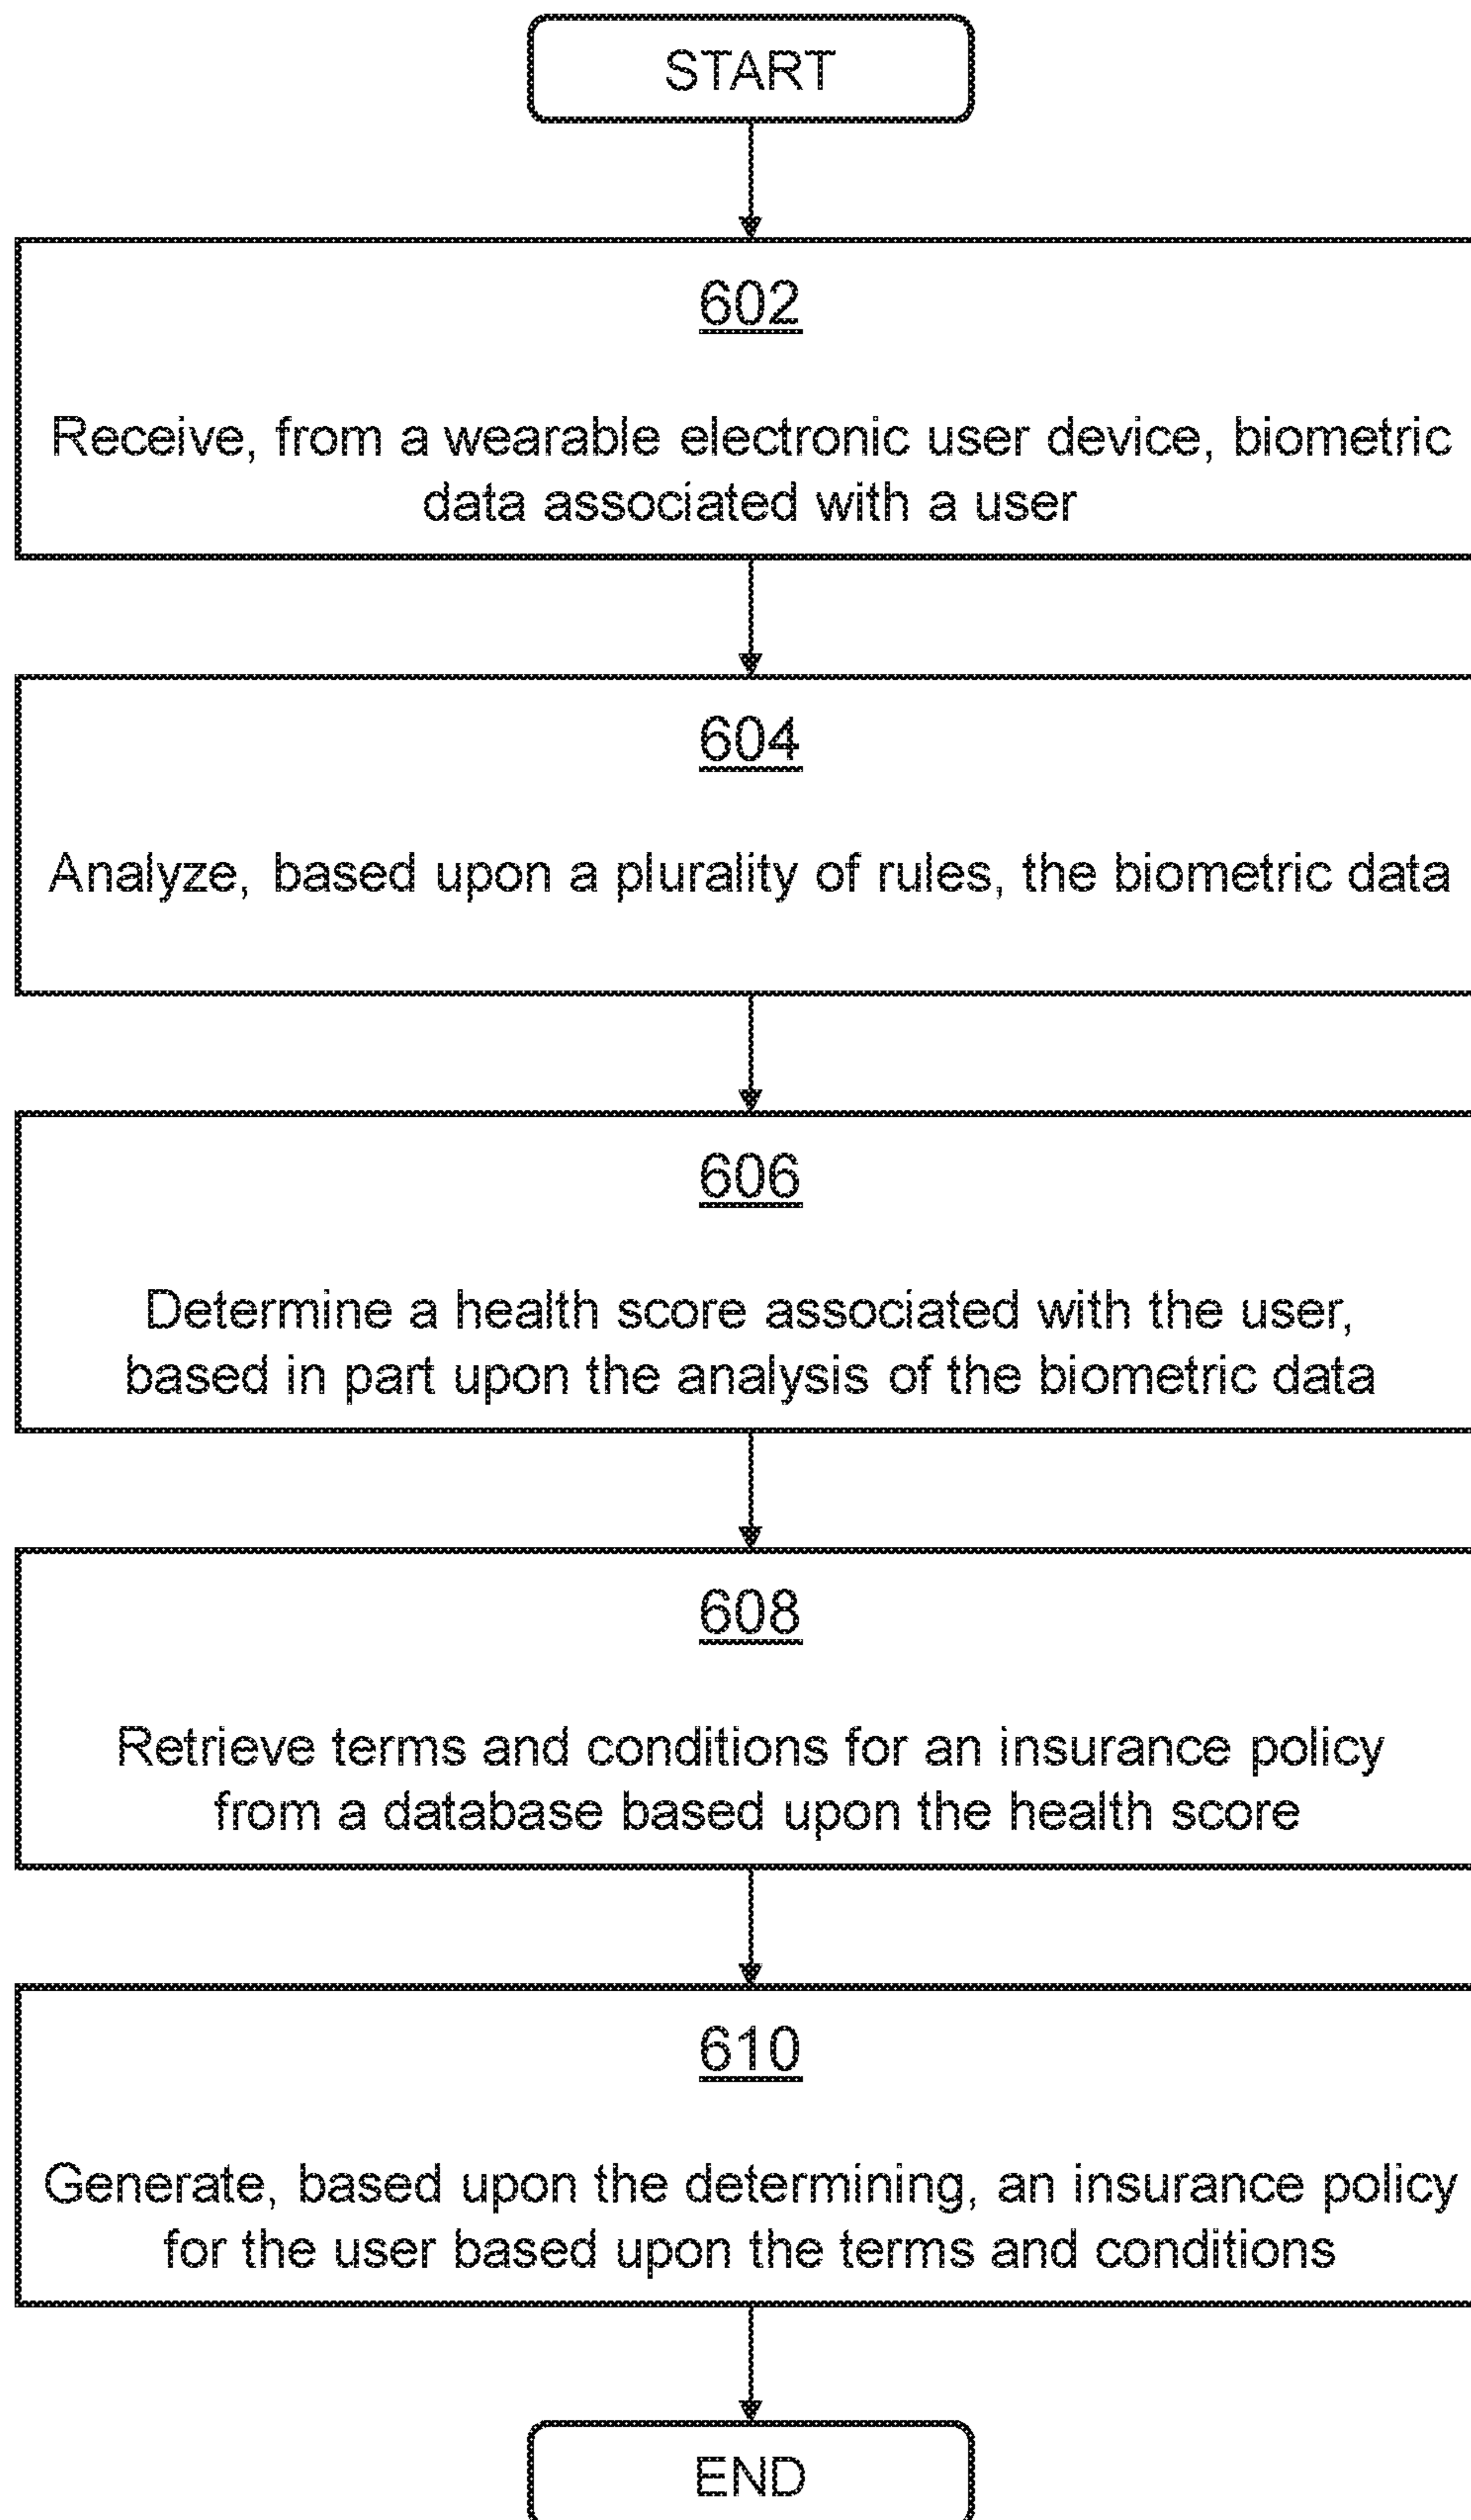 START
602
Receive, from a wearable electronic user device, biometric
data associated with a user
604
Analyze, based upon a plurality of rules, the biometric data
606
Determine a health score associated with the user,
based in part upon the analysis of the biometric data
608
Retrieve terms and conditions for an insurance policy
from a database based upon the health score
610
Generate, based upon the determining, an insurance policy
for the user based upon the terms and conditions
END